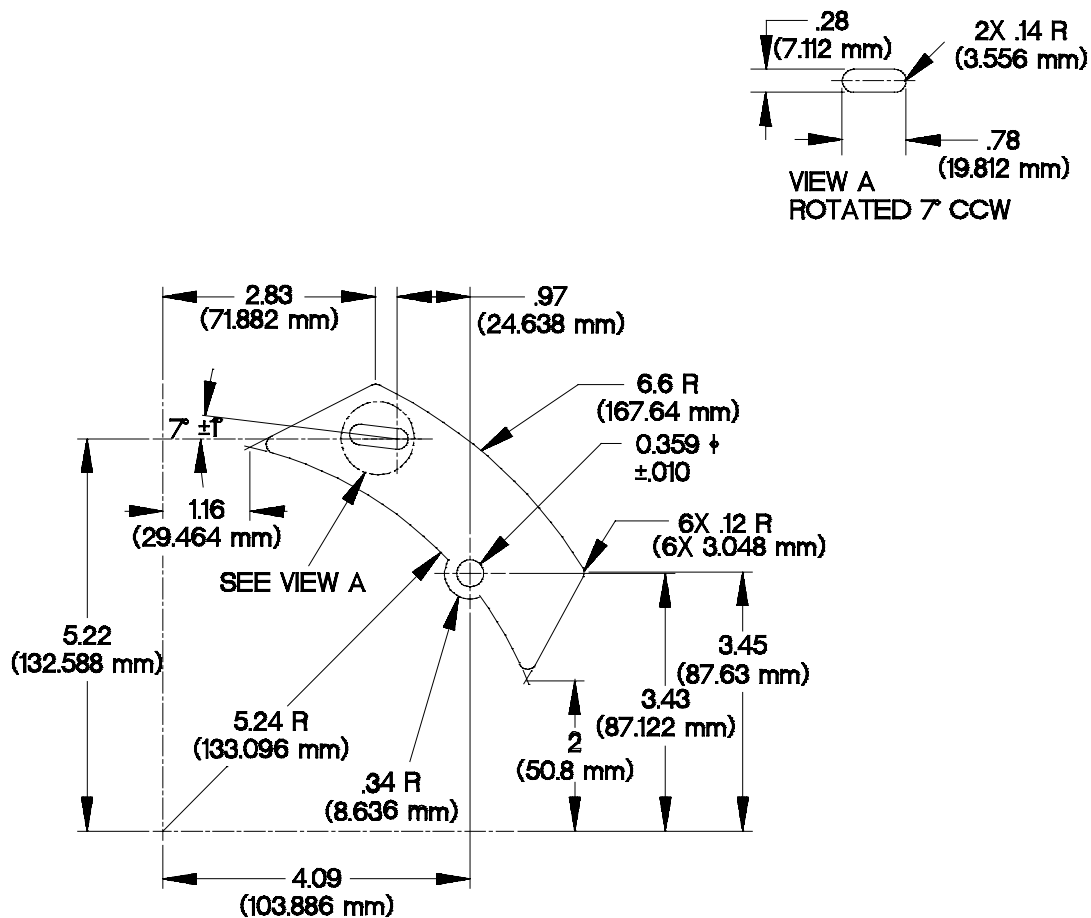 .28
(7.112 mm)
2X .14 R
(3.556 mm)
.78
(19.812 mm)
VIEW A
ROTATED 7° CCW
2.83
(71.882 mm)
.97
(24.638 mm)
6.6 R
(167.64 mm)
7° ±1°
0.359 ⌀
±.010
1.16
(29.464 mm)
6X .12 R
(6X 3.048 mm)
SEE VIEW A
5.22
(132.588 mm)
3.45
(87.63 mm)
3.43
(87.122 mm)
5.24 R
(133.096 mm)
2
(50.8 mm)
.34 R
(8.636 mm)
4.09
(103.886 mm)